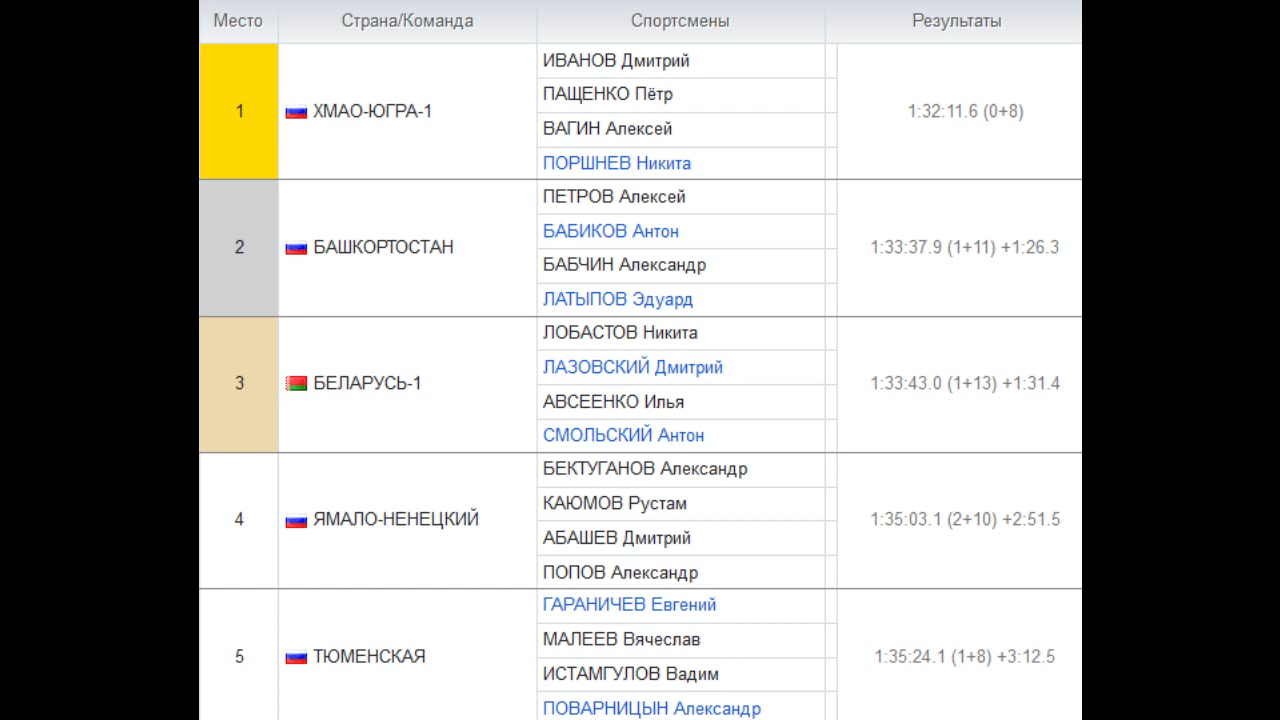 Место Страна/Команда Спортсмены Результаты
1 ХМАО-ЮГРА-1 ИВАНОВ Дмитрий 1:32:11.6 (0+8)
ПАЩЕНКО Пётр
ВАГИН Алексей
ПОРШНЕВ Никита
2 БАШКОРТОСТАН ПЕТРОВ Алексей 1:33:37.9 (1+11) +1:26.3
БАБИКОВ Антон
БАБЧИН Александр
ЛАТЫПОВ Эдуард
3 БЕЛАРУСЬ-1 ЛОБАСТОВ Никита 1:33:43.0 (1+13) +1:31.4
ЛАЗОВСКИЙ Дмитрий
АВСЕЕНКО Илья
СМОЛЬСКИЙ Антон
4 ЯМАЛО-НЕНЕЦКИЙ БЕКТУГАНОВ Александр 1:35:03.1 (2+10) +2:51.5
КАЮМОВ Рустам
АБАШЕВ Дмитрий
ПОПОВ Александр
5 ТЮМЕНСКАЯ ГАРАНИЧЕВ Евгений 1:35:24.1 (1+8) +3:12.5
МАЛЕЕВ Вячеслав
ИСТАМГУЛОВ Вадим
ПОВАРНИЦЫН Александр